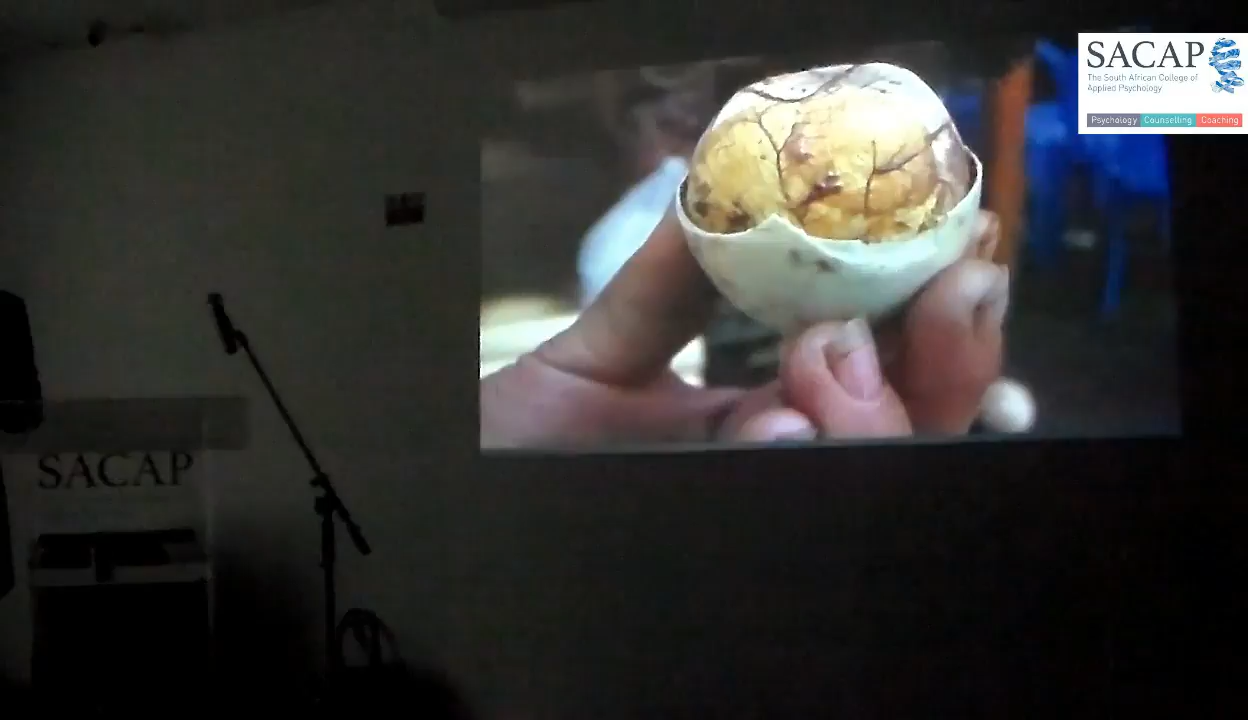 SACAP
The South African College of
Applied Psychology
Psychology Counselling Coaching
SACAP